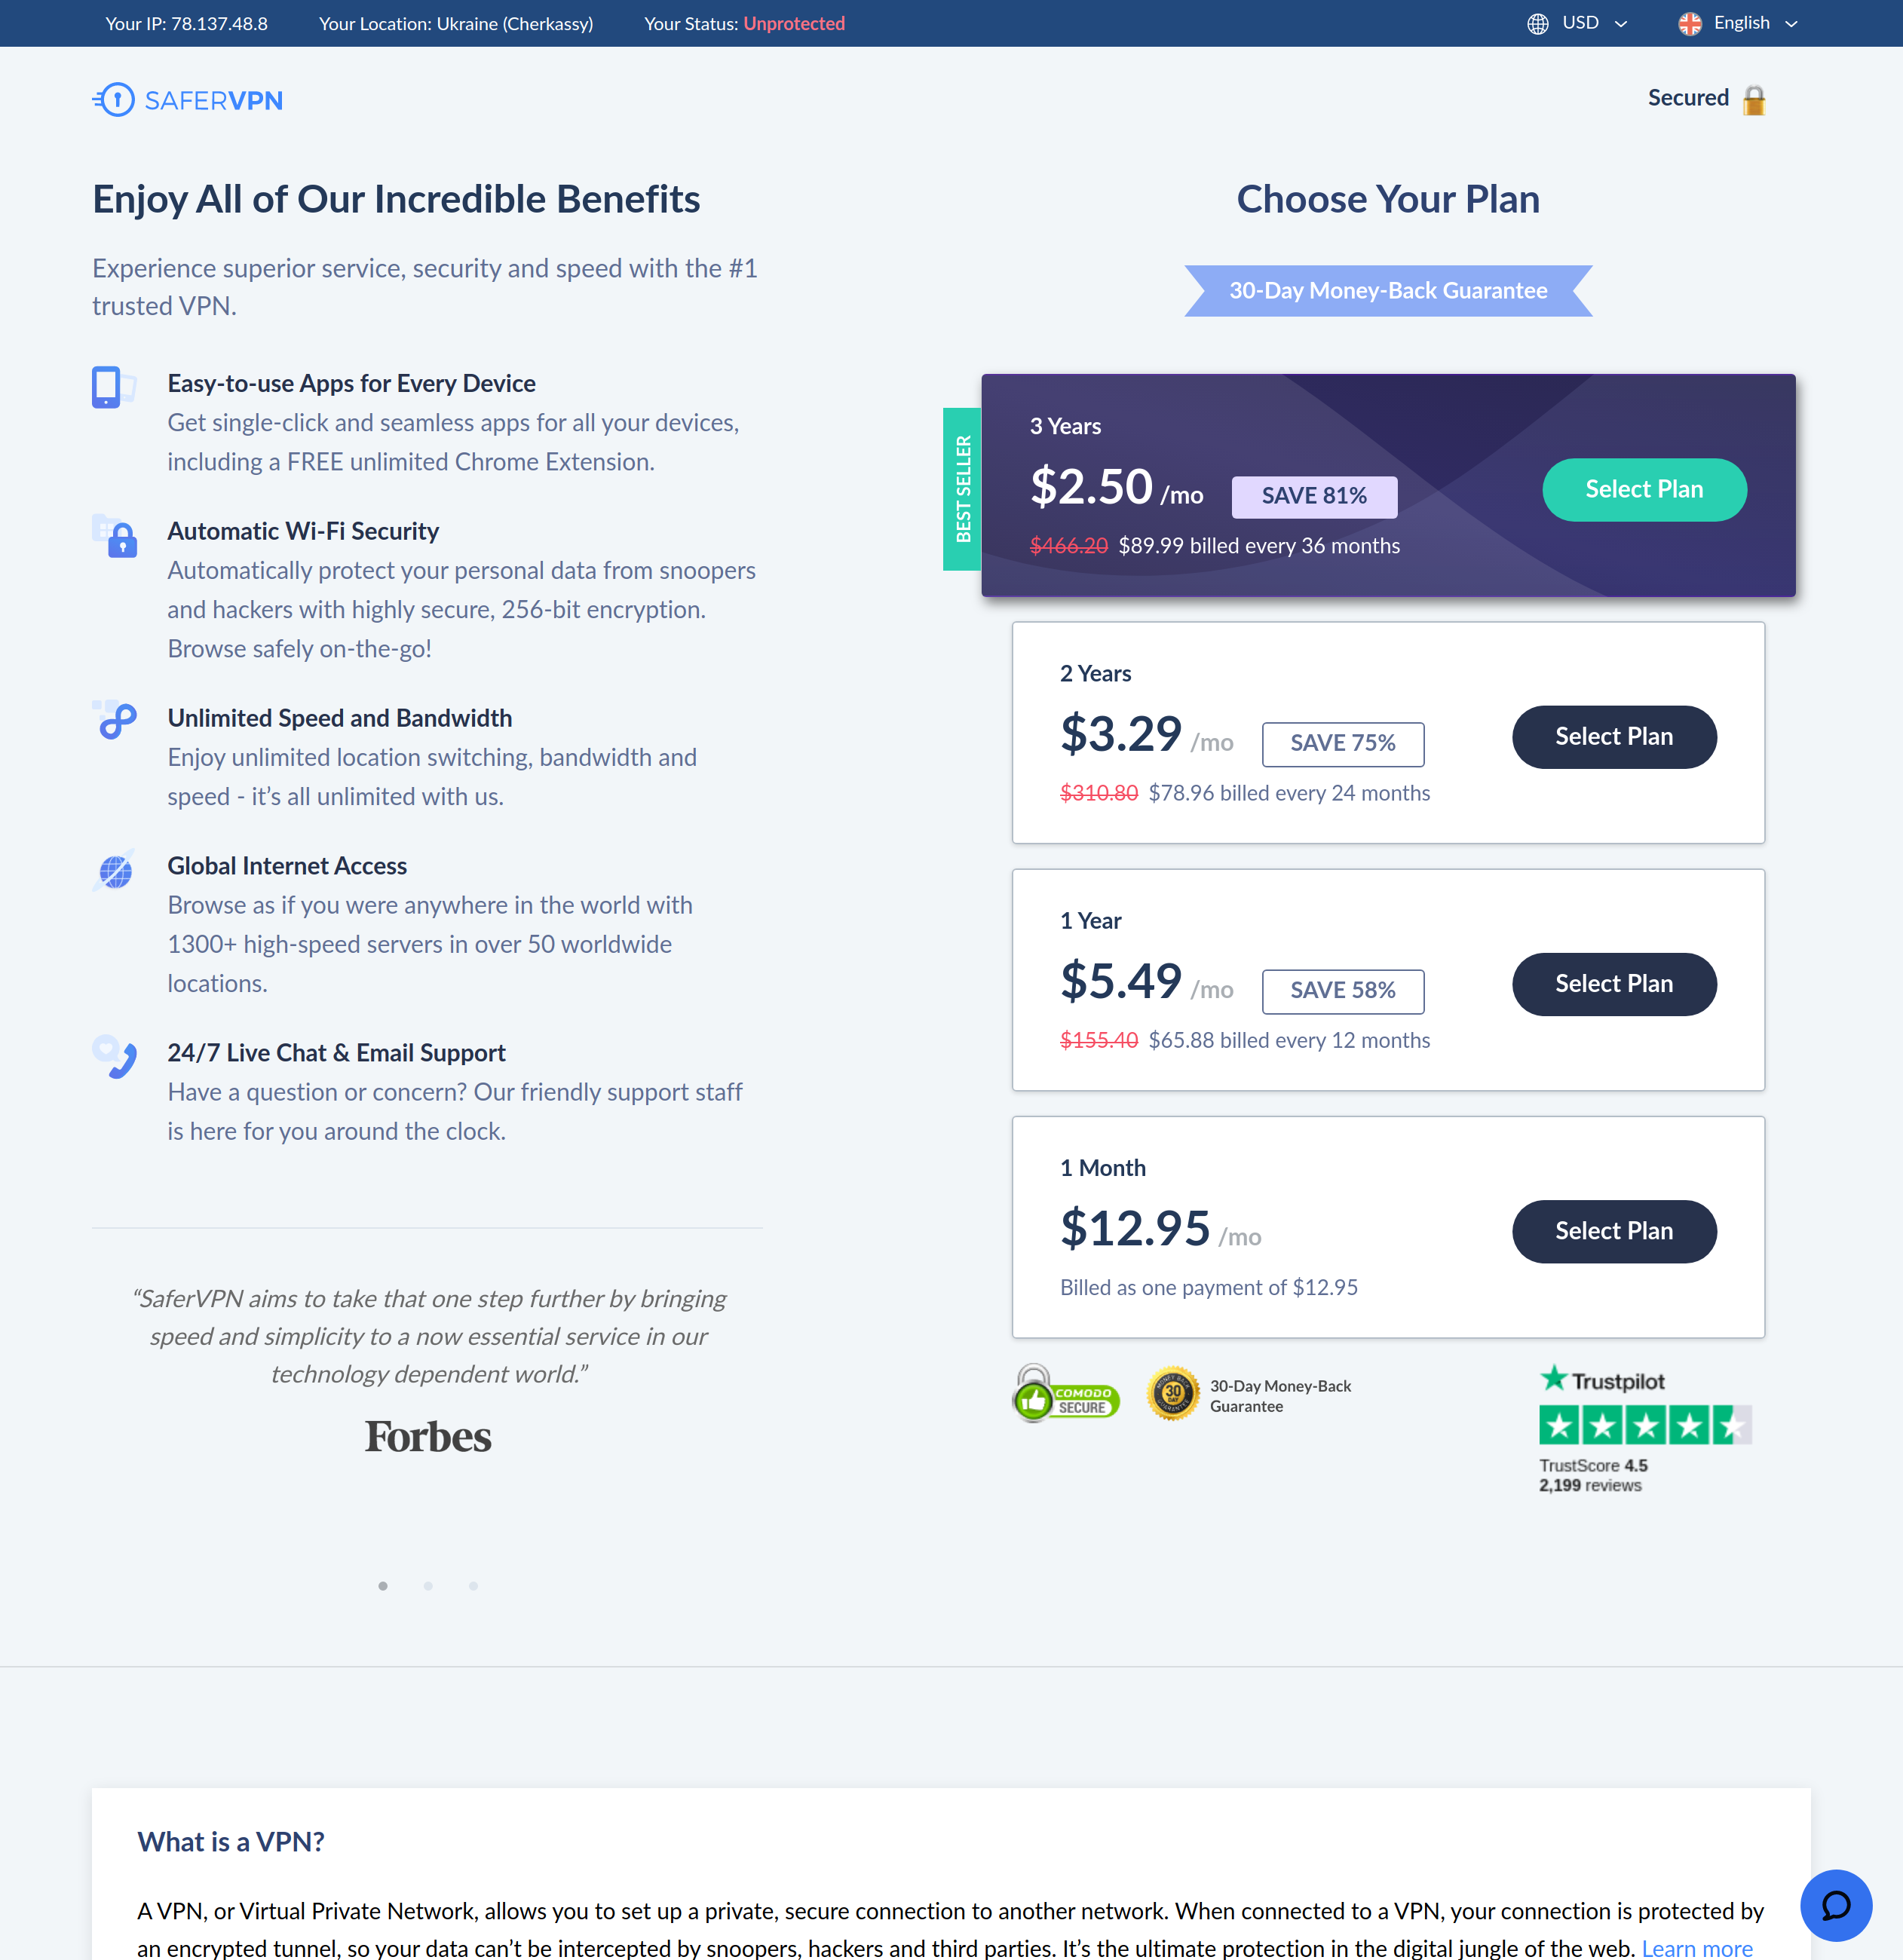 Your IP: 78.137.48.8
Your Location: Ukraine (Cherkassy)
Your Status: Unprotected
USD
English
SAFERVPN
Secured
Enjoy All of Our Incredible Benefits
Experience superior service, security and speed with the #1
trusted VPN.
Easy-to-use Apps for Every Device
Get single-click and seamless apps for all your devices,
including a FREE unlimited Chrome Extension.
Automatic Wi-Fi Security
Automatically protect your personal data from snoopers
and hackers with highly secure, 256-bit encryption.
Browse safely on-the-go!
Unlimited Speed and Bandwidth
Enjoy unlimited location switching, bandwidth and
speed - it’s all unlimited with us.
Global Internet Access
Browse as if you were anywhere in the world with
1300+ high-speed servers in over 50 worldwide
locations.
24/7 Live Chat & Email Support
Have a question or concern? Our friendly support staff
is here for you around the clock.
“SaferVPN aims to take that one step further by bringing
speed and simplicity to a now essential service in our
technology dependent world.”
Forbes
Choose Your Plan
30-Day Money-Back Guarantee
BEST SELLER
3 Years
$2.50 /mo SAVE 81%
$466.20 $89.99 billed every 36 months
Select Plan
2 Years
$3.29 /mo SAVE 75%
$310.80 $78.96 billed every 24 months
Select Plan
1 Year
$5.49 /mo SAVE 58%
$155.40 $65.88 billed every 12 months
Select Plan
1 Month
$12.95 /mo
Billed as one payment of $12.95
Select Plan
COMODO
SECURE
MONEY BACK
30
DAY
GUARANTEE
30-Day Money-Back
Guarantee
Trustpilot
TrustScore 4.5
2,199 reviews
What is a VPN?
A VPN, or Virtual Private Network, allows you to set up a private, secure connection to another network. When connected to a VPN, your connection is protected by
an encrypted tunnel, so your data can’t be intercepted by snoopers, hackers and third parties. It’s the ultimate protection in the digital jungle of the web. Learn more